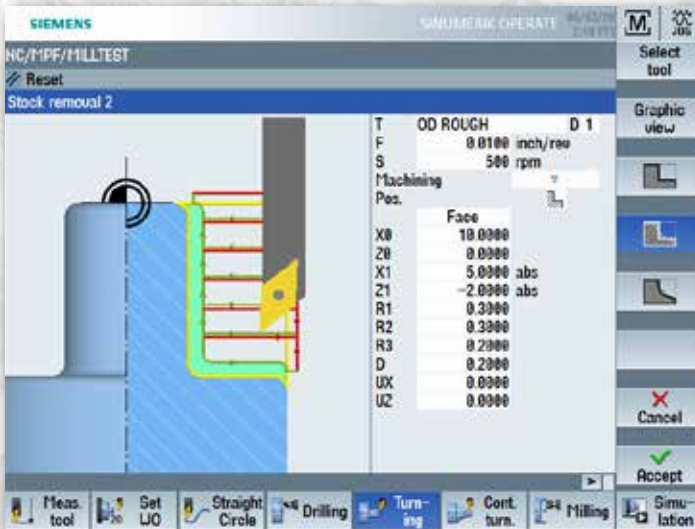 SIEMENS
SINUMERIK OPERATE
M
JOG
NC/MPF/MILLTEST
Reset
Stock removal 2
Select tool
Graphic view
T OD ROUGH D 1
F 0.0100 inch/rev
S 500 rpm
Machining
Pos.
Face
X0 10.0000
Z0 0.0000
X1 5.0000 abs
Z1 -2.0000 abs
R1 0.3000
R2 0.3000
R3 0.2000
D 0.2000
UX 0.0000
UZ 0.0000
Cancel
Accept
Meas. tool
Set WO
Straight Circle
Drilling
Turn- ing
Cont. turn.
Milling
Simu- lation